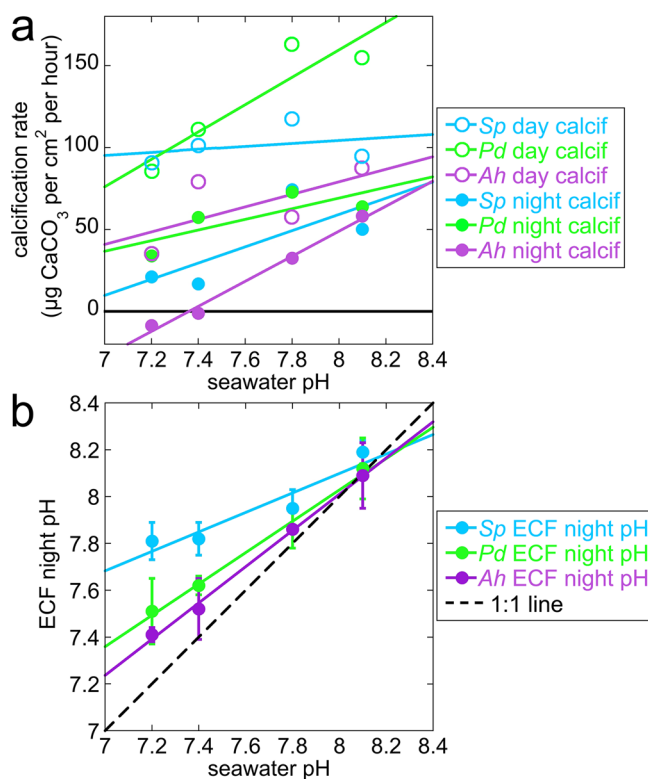 a
calcification rate
(µg CaCO3 per cm2 per hour)
150
100
50
0
7
7.2
7.4
7.6
7.8
8
8.2
8.4
seawater pH
Sp day calcif
Pd day calcif
Ah day calcif
Sp night calcif
Pd night calcif
Ah night calcif
b
ECF night pH
8.4
8.2
8
7.8
7.6
7.4
7.2
7
7
7.2
7.4
7.6
7.8
8
8.2
8.4
seawater pH
Sp ECF night pH
Pd ECF night pH
Ah ECF night pH
1:1 line